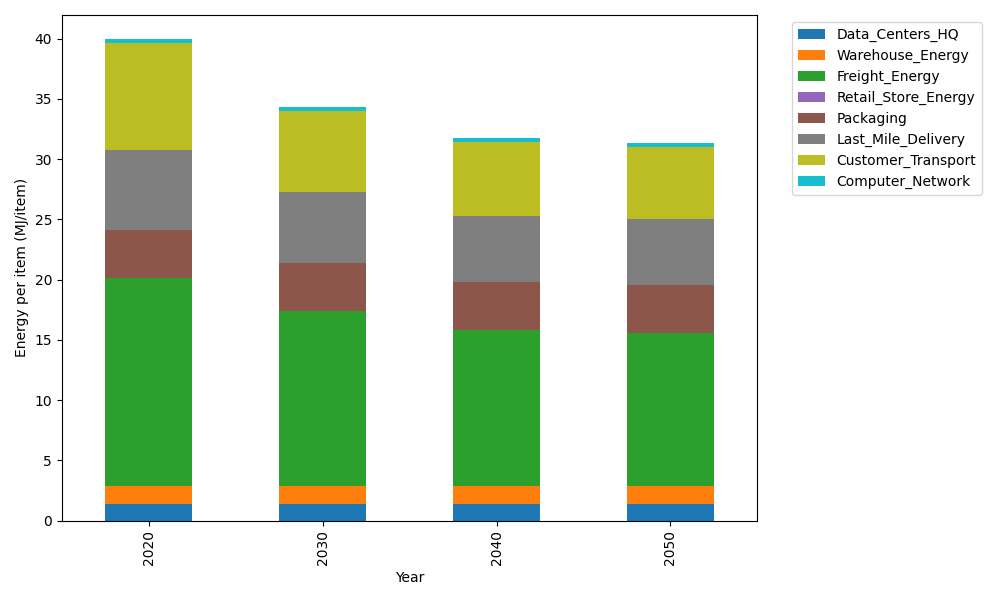 40
35
30
25
20
15
10
5
0
Energy per item (MJ/item)
2020
2030
2040
2050
Year
Data_Centers_HQ
Warehouse_Energy
Freight_Energy
Retail_Store_Energy
Packaging
Last_Mile_Delivery
Customer_Transport
Computer_Network